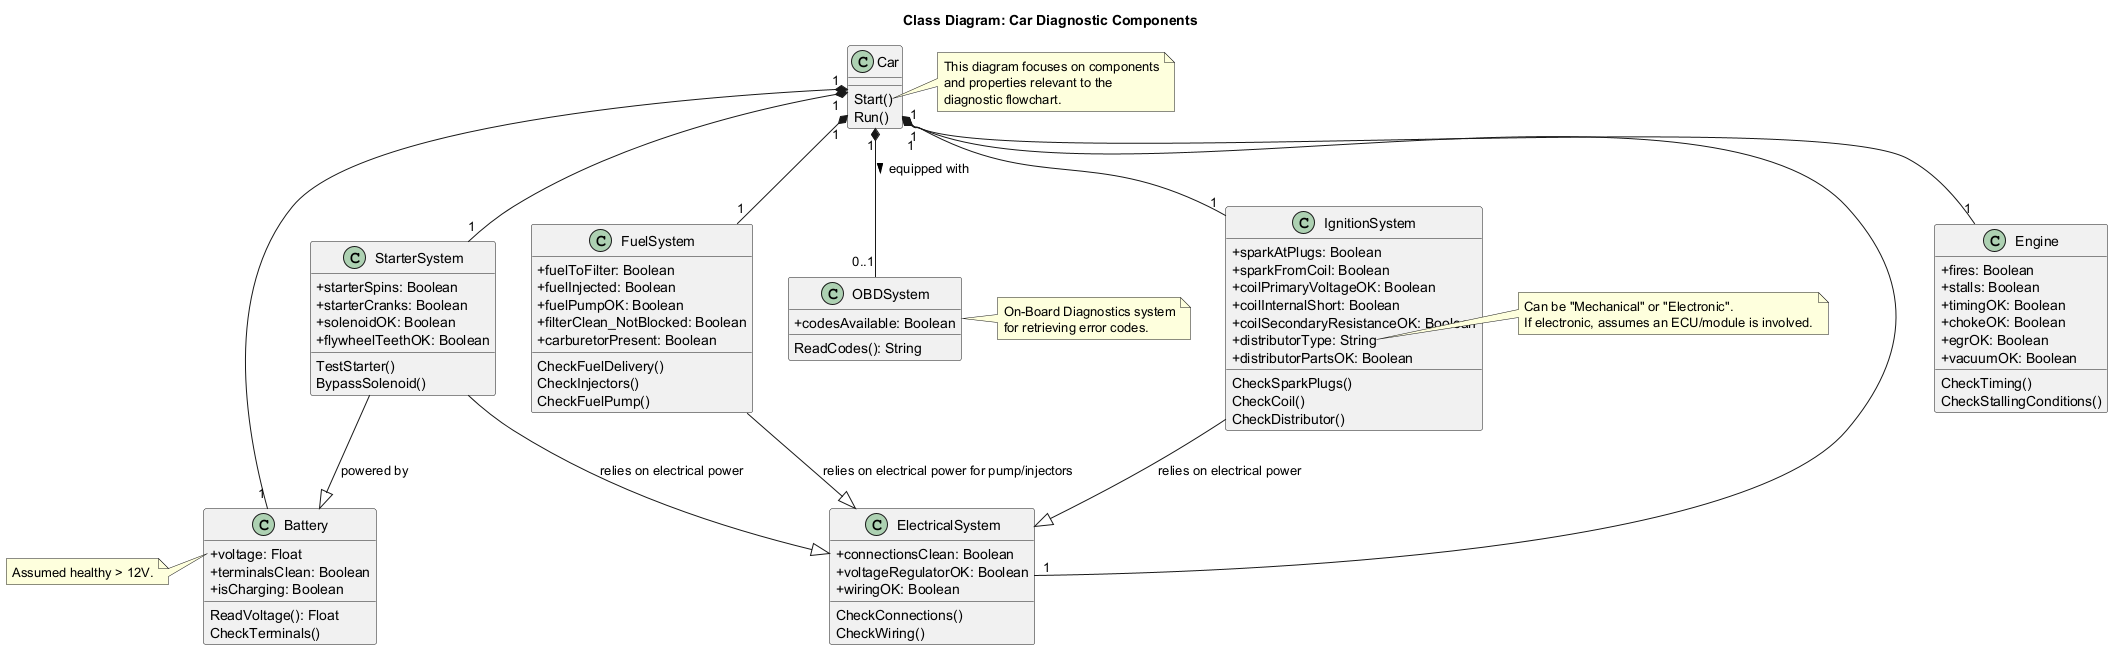 Class Diagram: Car Diagnostic Components
C Car
Start()
Run()
This diagram focuses on components
and properties relevant to the
diagnostic flowchart.
1
1
1
1
1
1
1
equipped with
1
1
0..1
1
1
C StarterSystem
+starterSpins: Boolean
+starterCranks: Boolean
+solenoidOK: Boolean
+flywheelTeethOK: Boolean
TestStarter()
BypassSolenoid()
C FuelSystem
+fuelToFilter: Boolean
+fuelInjected: Boolean
+fuelPumpOK: Boolean
+filterClean_NotBlocked: Boolean
+carburetorPresent: Boolean
CheckFuelDelivery()
CheckInjectors()
CheckFuelPump()
C OBDSystem
+codesAvailable: Boolean
ReadCodes(): String
On-Board Diagnostics system
for retrieving error codes.
C IgnitionSystem
+sparkAtPlugs: Boolean
+sparkFromCoil: Boolean
+coilPrimaryVoltageOK: Boolean
+coilInternalShort: Boolean
+coilSecondaryResistanceOK: Boolean
+distributorType: String
+distributorPartsOK: Boolean
CheckSparkPlugs()
CheckCoil()
CheckDistributor()
Can be "Mechanical" or "Electronic".
If electronic, assumes an ECU/module is involved.
C Engine
+fires: Boolean
+stalls: Boolean
+timingOK: Boolean
+chokeOK: Boolean
+egrOK: Boolean
+vacuumOK: Boolean
CheckTiming()
CheckStallingConditions()
powered by
relies on electrical power
relies on electrical power for pump/injectors
relies on electrical power
1
C Battery
+voltage: Float
+terminalsClean: Boolean
+isCharging: Boolean
ReadVoltage(): Float
CheckTerminals()
Assumed healthy > 12V.
C ElectricalSystem
+connectionsClean: Boolean
+voltageRegulatorOK: Boolean
+wiringOK: Boolean
CheckConnections()
CheckWiring()
1